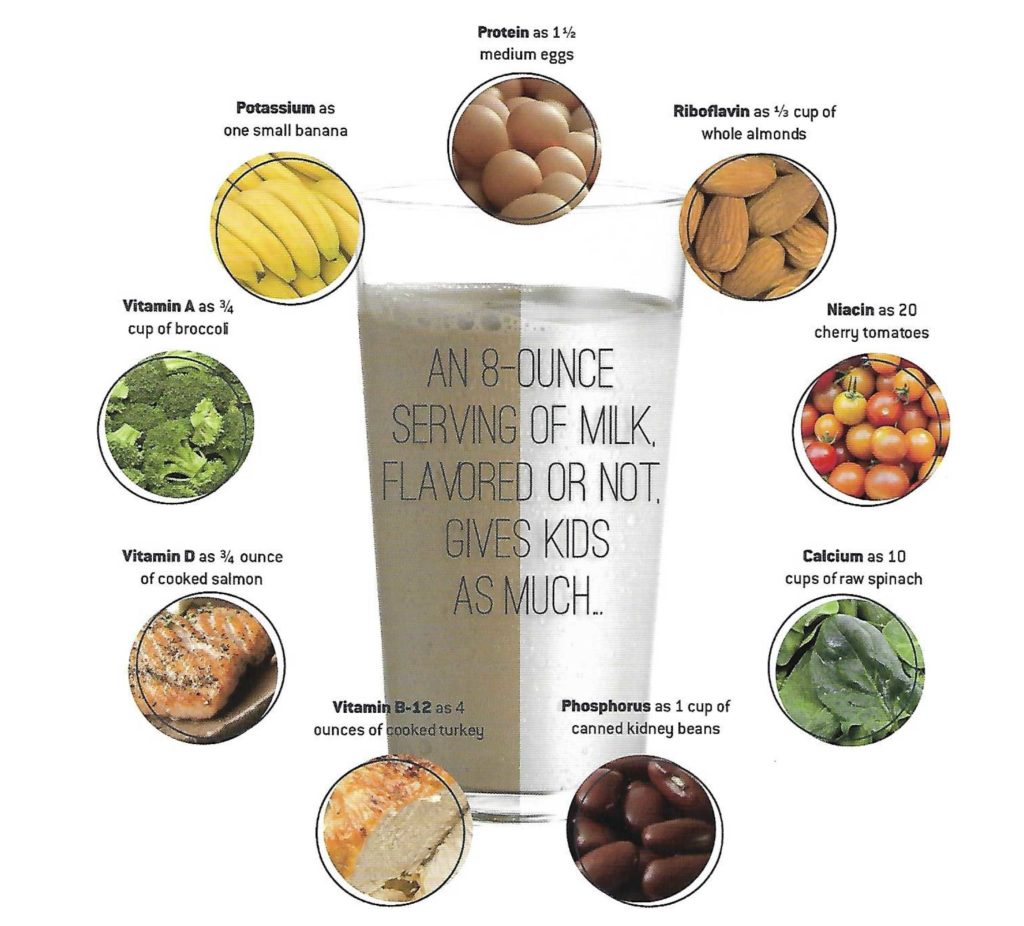 Protein as 1 ½
medium eggs
Potassium as
one small banana
Riboflavin as ⅓ cup of
whole almonds
Vitamin A as ¾
cup of broccoli
Niacin as 20
cherry tomatoes
AN 8-OUNCE
SERVING OF MILK,
FLAVORED OR NOT,
GIVES KIDS
AS MUCH...
Vitamin D as ¾ ounce
of cooked salmon
Calcium as 10
cups of raw spinach
Vitamin B-12 as 4
ounces of cooked turkey
Phosphorus as 1 cup of
canned kidney beans